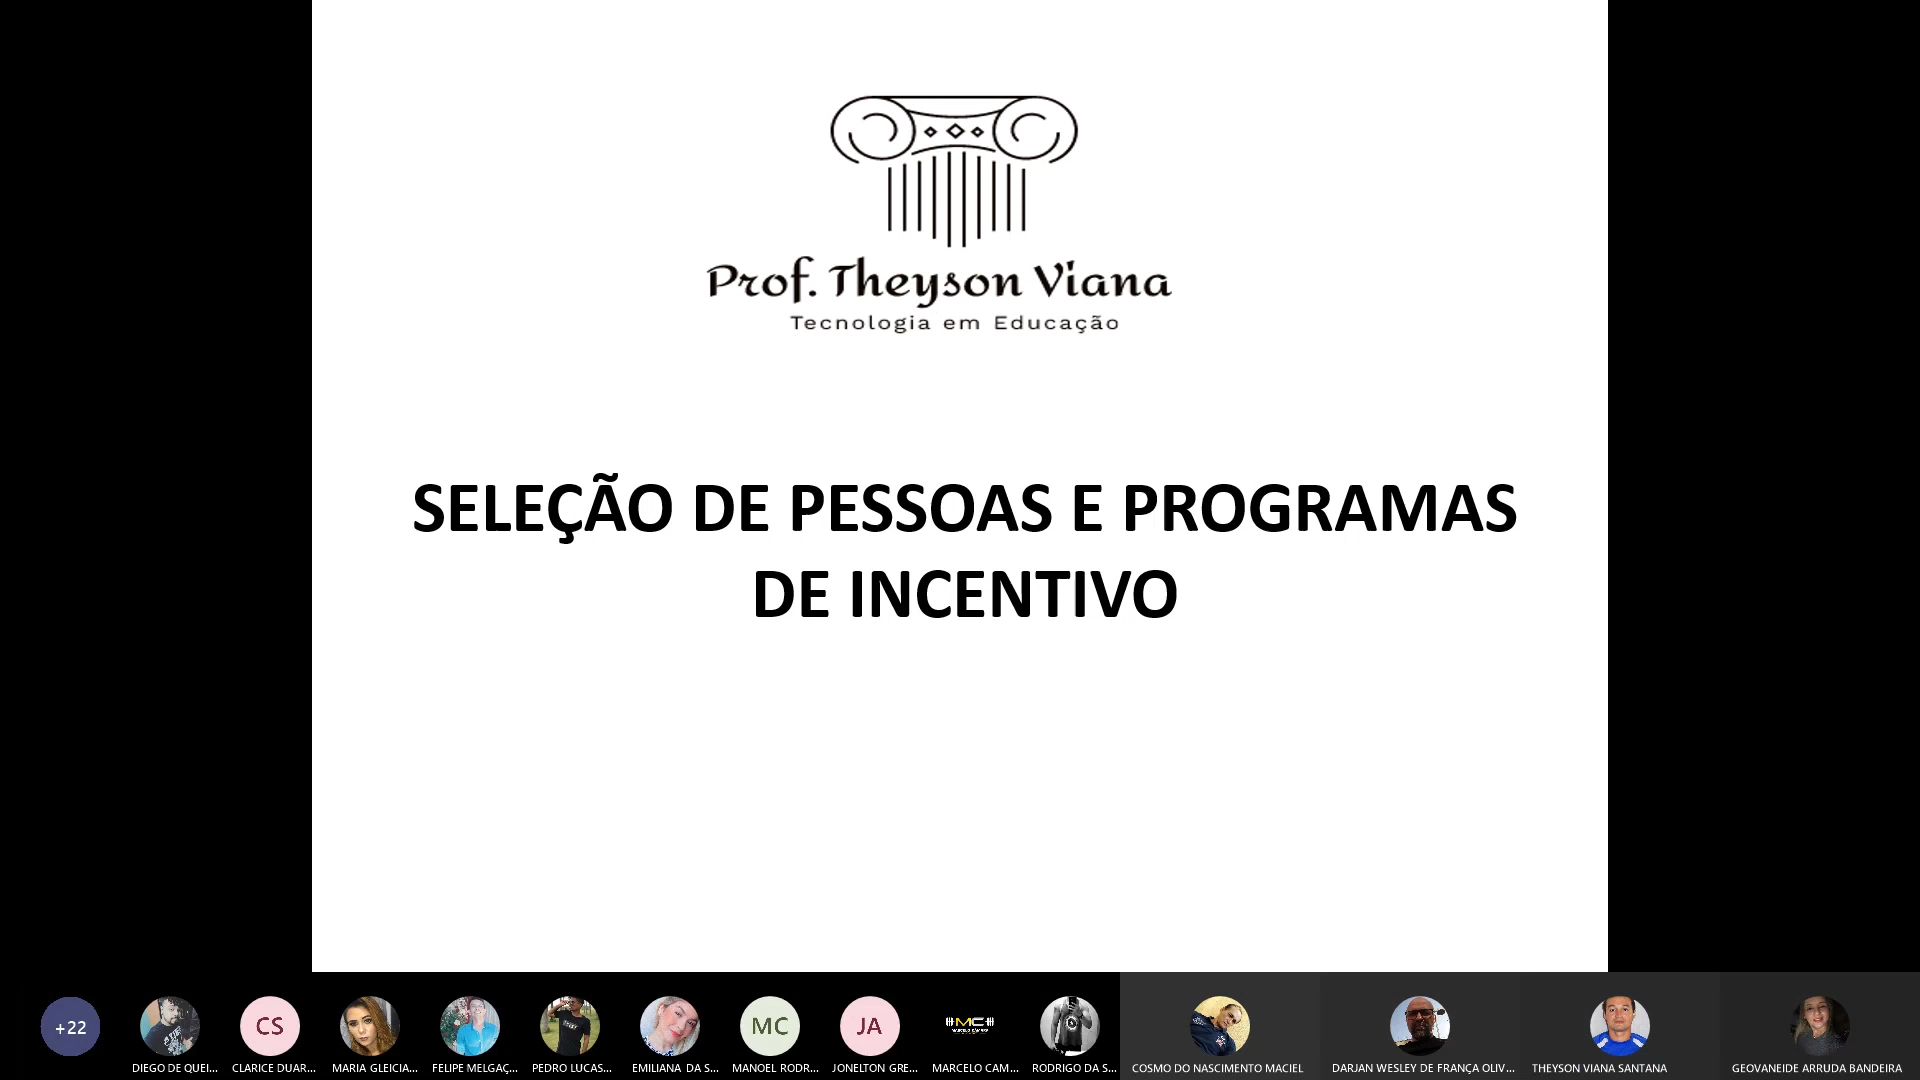 Prof. Theyson Viana
Tecnologia em Educação
SELEÇÃO DE PESSOAS E PROGRAMAS
DE INCENTIVO
+22
CS
MC
JA
MC
DIEGO DE QUEI...
CLARICE DUAR...
MARIA GLEICIA...
FELIPE MELGAÇ...
PEDRO LUCAS...
EMILIANA DA S...
MANOEL RODR...
JONELTON GRE...
MARCELO CAM...
RODRIGO DA S...
COSMO DO NASCIMENTO MACIEL
DARJAN WESLEY DE FRANÇA OLIV...
THEYSON VIANA SANTANA
GEOVANEIDE ARRUDA BANDEIRA